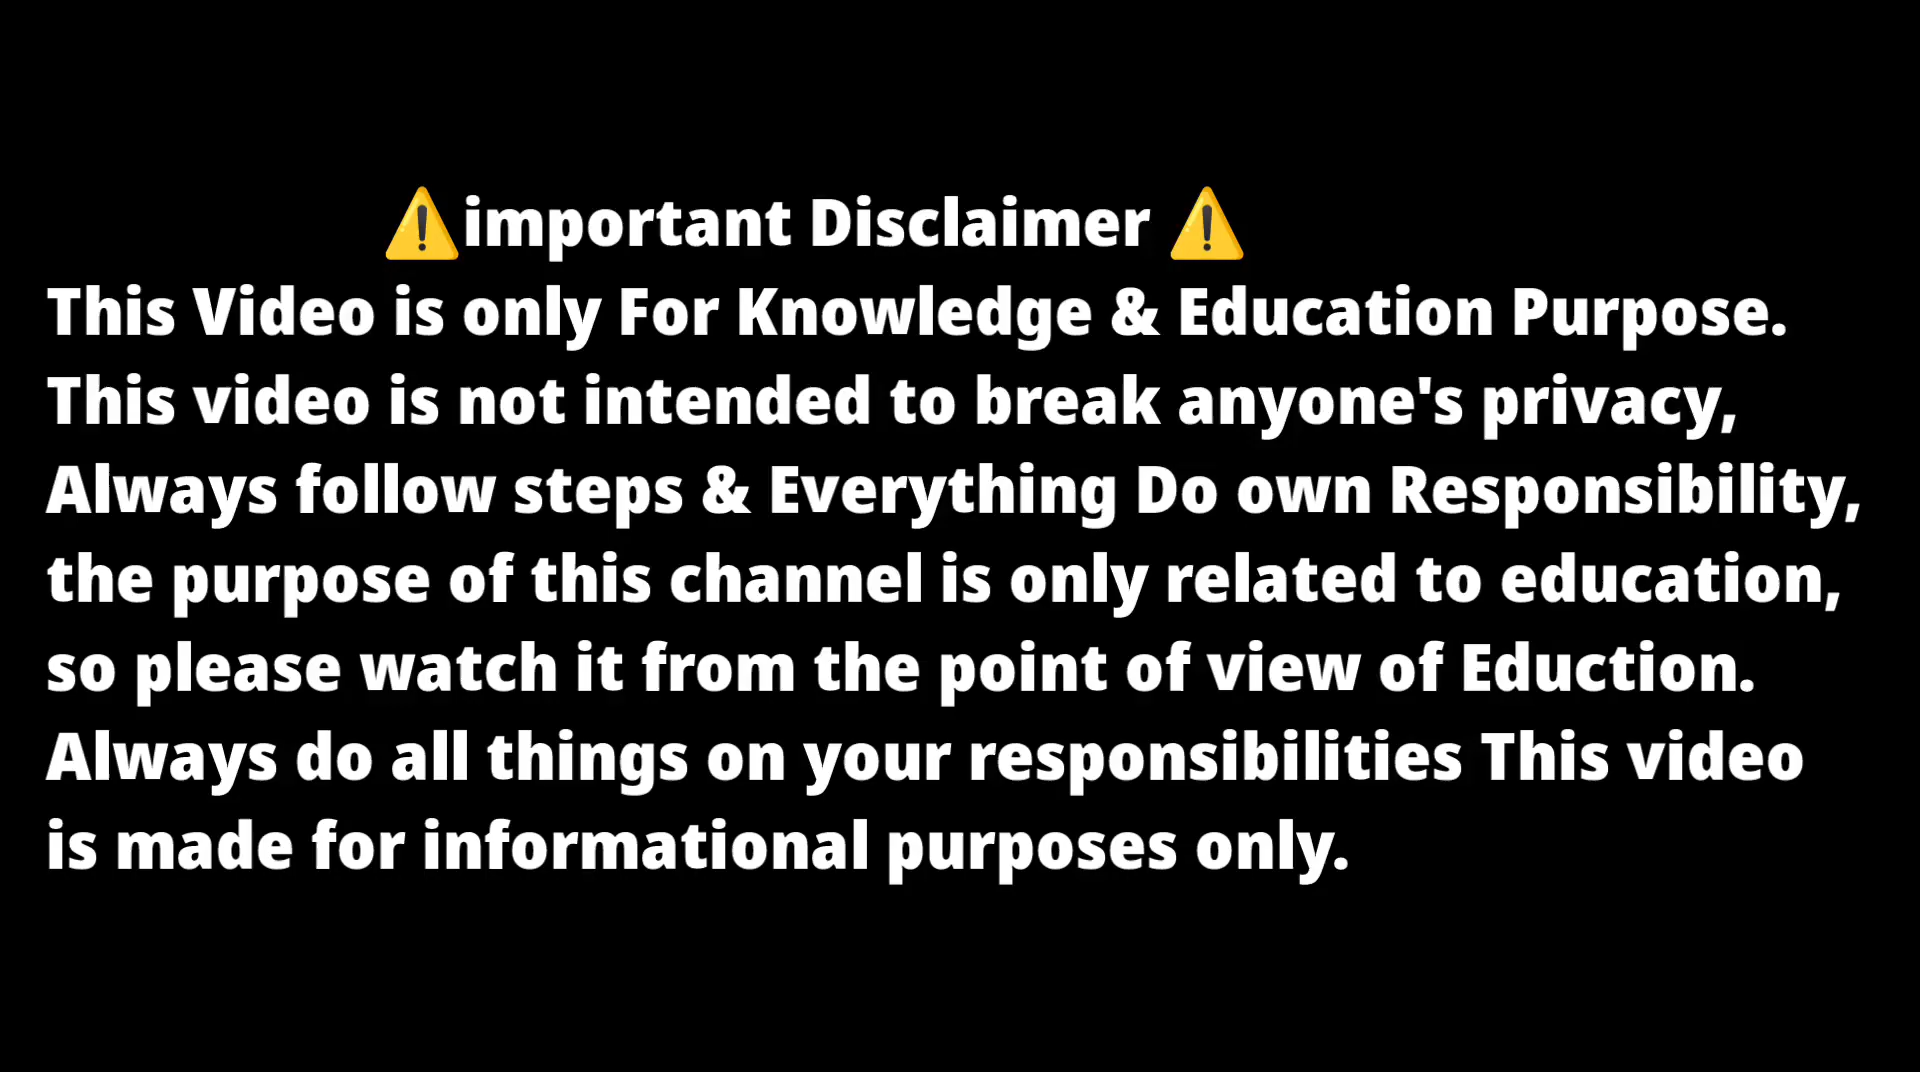 ⚠️important Disclaimer ⚠️
This Video is only For Knowledge & Education Purpose.
This video is not intended to break anyone's privacy,
Always follow steps & Everything Do own Responsibility,
the purpose of this channel is only related to education,
so please watch it from the point of view of Eduction.
Always do all things on your responsibilities This video
is made for informational purposes only.